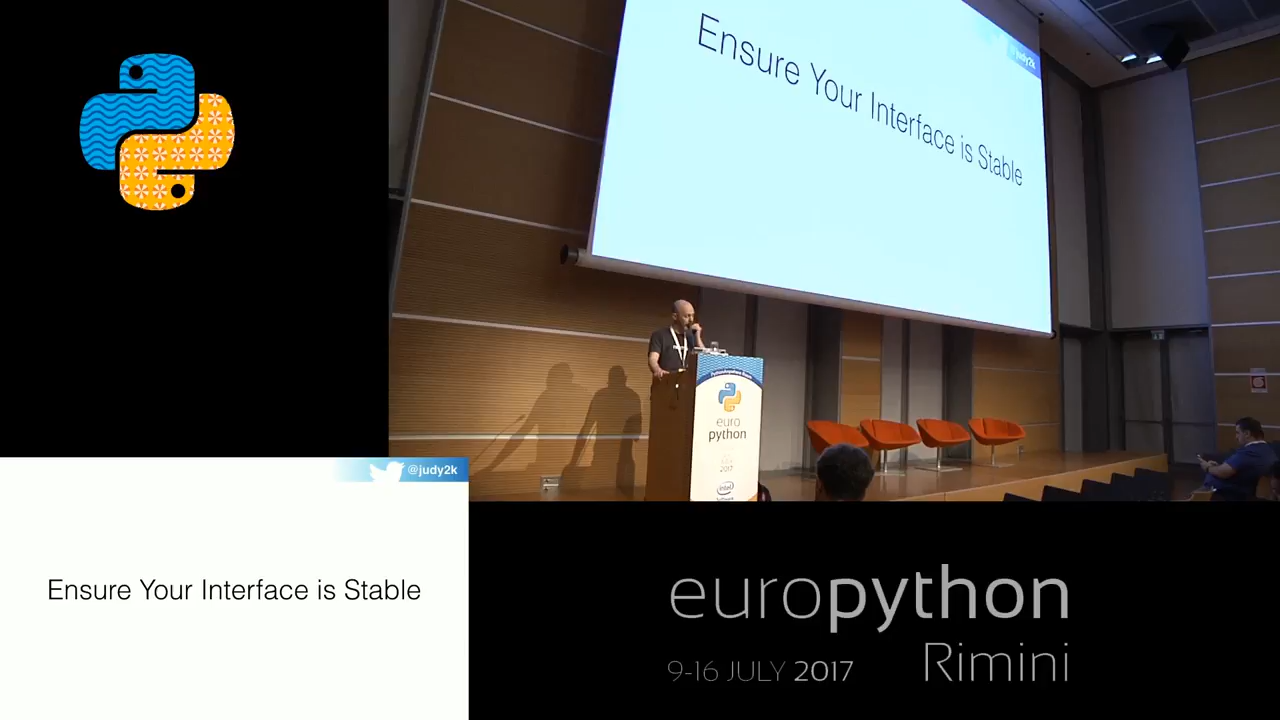 Ensure Your Interface is Stable
@judy2k
euro
python
2017
intel
@judy2k
Ensure Your Interface is Stable
europython
Rimini
9-16 JULY 2017